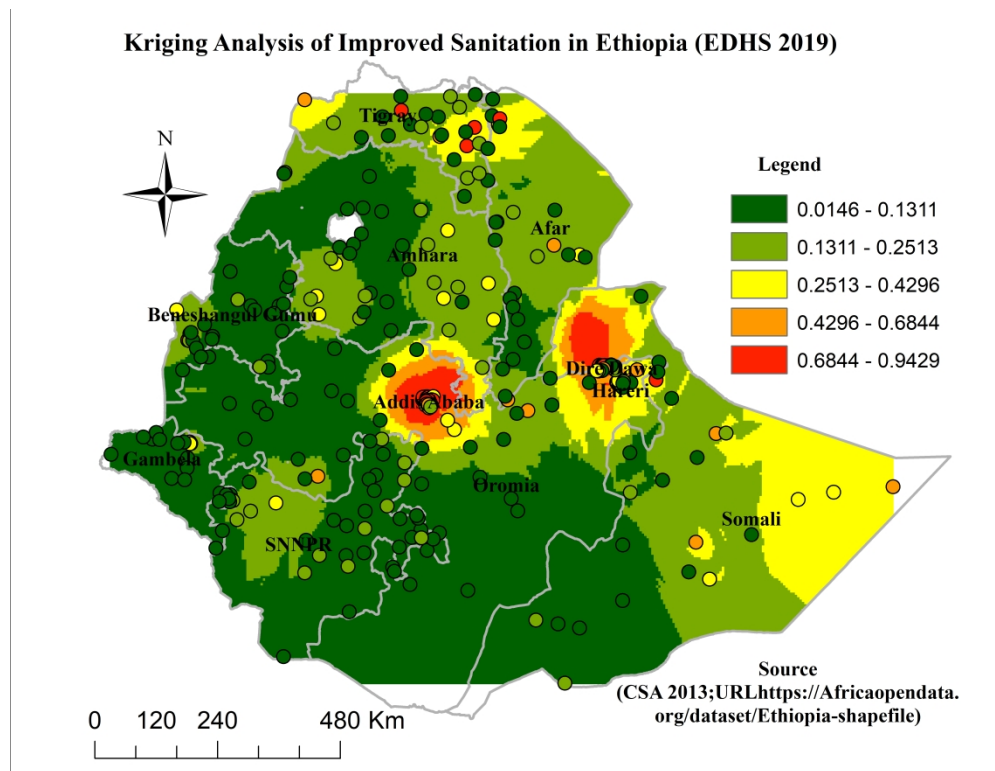 Kriging Analysis of Improved Sanitation in Ethiopia (EDHS 2019)
N
Tigray
Legend
0.0146 - 0.1311
0.1311 - 0.2513
0.2513 - 0.4296
0.4296 - 0.6844
0.6844 - 0.9429
Afar
Amhara
Beneshangul Gumu
Dire Dawa
Hareri
Addis Ababa
Gambela
Oromia
Somali
SNNPR
Source
(CSA 2013;URLhttps://Africaopendata.
org/dataset/Ethiopia-shapefile)
0 120 240 480 Km